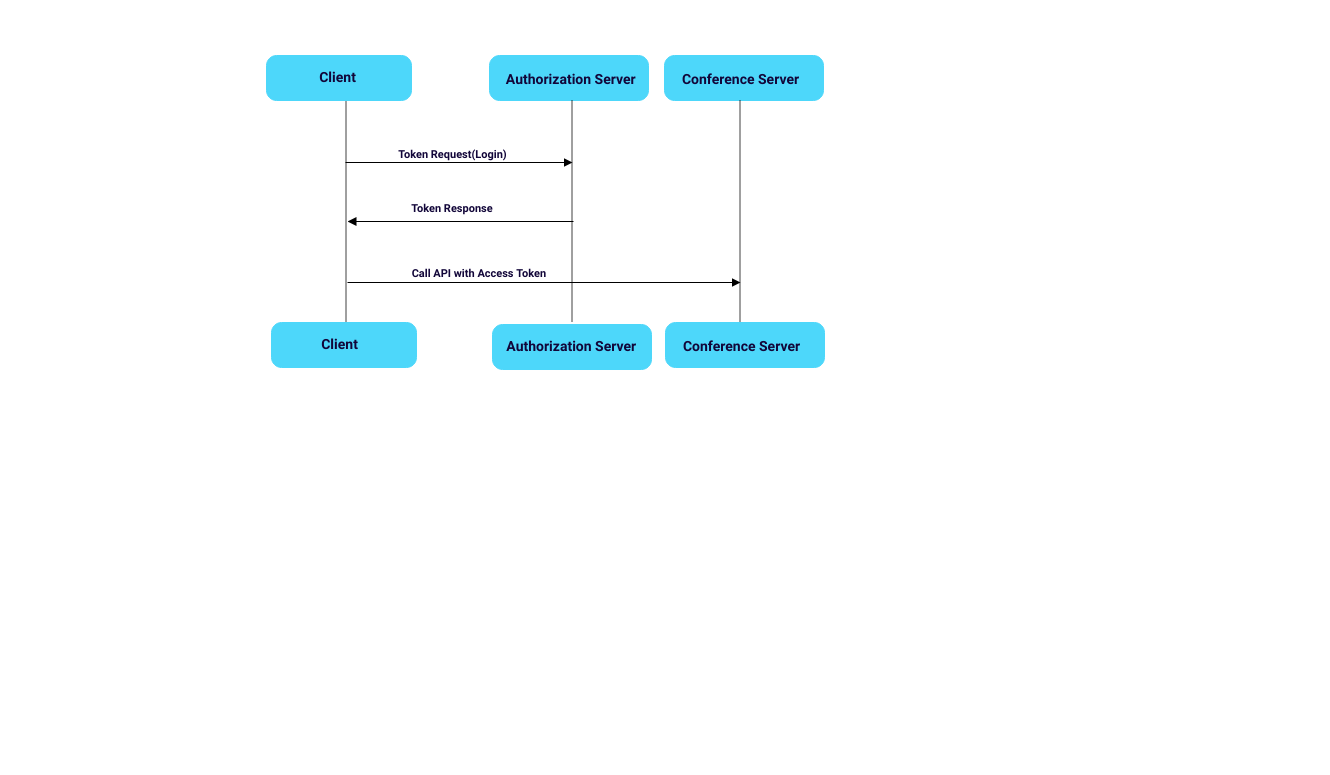 Client
Authorization Server
Conference Server
Token Request(Login)
Token Response
Call API with Access Token
Client
Authorization Server
Conference Server